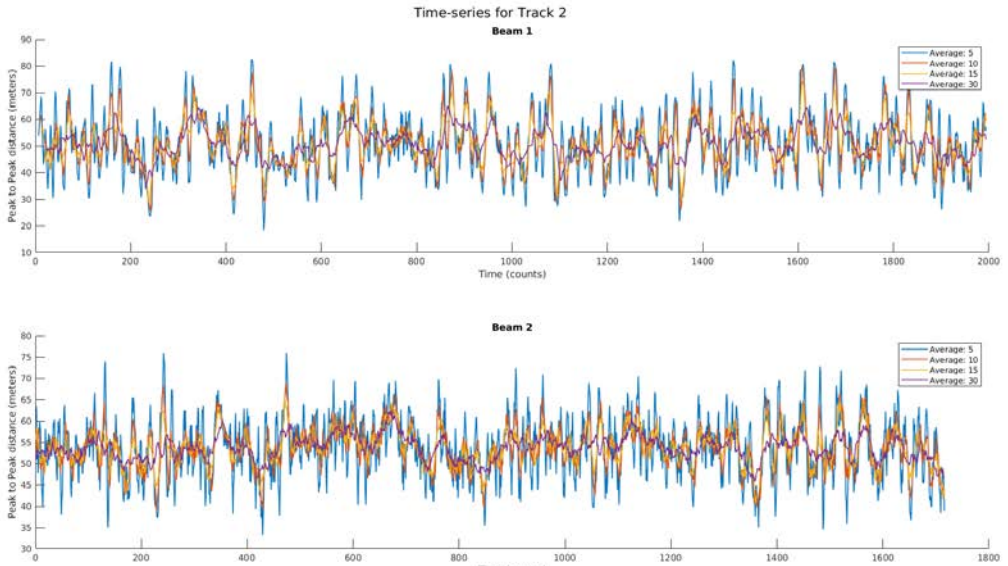 Time-series for Track 2
Beam 1
Peak to Peak distance (meters)
90
80
70
60
50
40
30
20
10
0
200
400
600
800
1000
1200
1400
1600
1800
2000
Time (counts)
Average: 5
Average: 10
Average: 15
Average: 30
Beam 2
Peak to Peak distance (meters)
80
75
70
65
60
55
50
45
40
35
30
0
200
400
600
800
1000
1200
1400
1600
1800
Average: 5
Average: 10
Average: 15
Average: 30